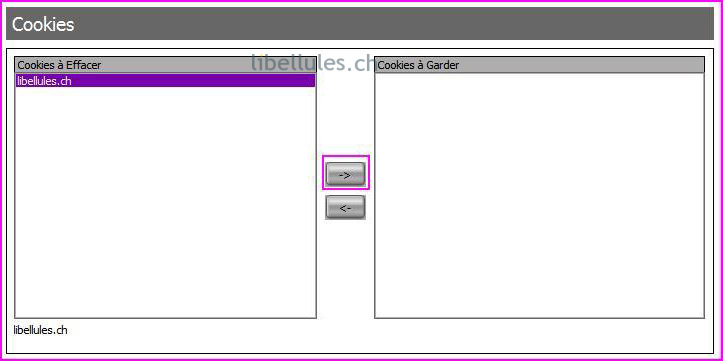 Cookies
libellules.ch
Cookies à Effacer
Cookies à Garder
libellules.ch
->
<-
libellules.ch